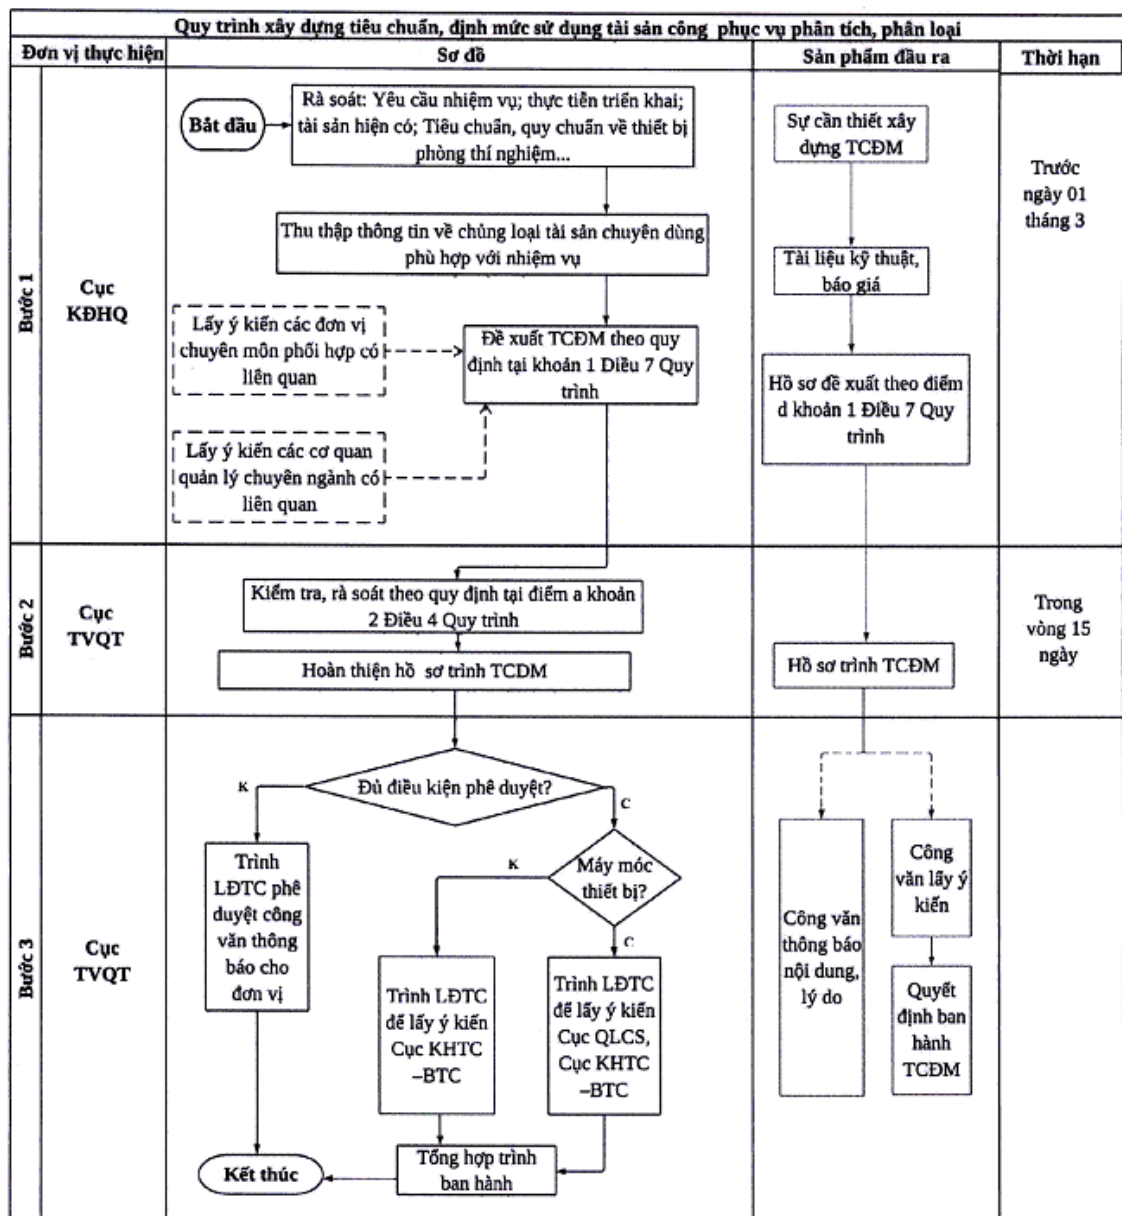 Quy trình xây dựng tiêu chuẩn, định mức sử dụng tài sản công phục vụ phân tích, phân loại
Đơn vị thực hiện
Sơ đồ
Sản phẩm đầu ra
Thời hạn
Bước 1
Cục
KĐHQ
Bắt đầu
Rà soát: Yêu cầu nhiệm vụ; thực tiễn triển khai;
tài sản hiện có; Tiêu chuẩn, quy chuẩn về thiết bị
phòng thí nghiệm...
Thu thập thông tin về chủng loại tài sản chuyên dùng
phù hợp với nhiệm vụ
Lấy ý kiến các đơn vị
chuyên môn phối hợp có
liên quan
Đề xuất TCĐM theo quy
định tại khoản 1 Điều 7 Quy
trình
Lấy ý kiến các cơ quan
quản lý chuyên ngành có
liên quan
Sự cần thiết xây
dựng TCĐM
Tài liệu kỹ thuật,
báo giá
Hồ sơ đề xuất theo điểm
d khoản 1 Điều 7 Quy
trình
Trước
ngày 01
tháng 3
Bước 2
Cục
TVQT
Kiểm tra, rà soát theo quy định tại điểm a khoản
2 Điều 4 Quy trình
Hoàn thiện hồ sơ trình TCDM
Hồ sơ trình TCĐM
Trong
vòng 15
ngày
Bước 3
Cục
TVQT
Đủ điều kiện phê duyệt?
K
C
Trình
LĐTC phê
duyệt công
văn thông
báo cho
đơn vị
Máy móc
thiết bị?
K
C
Trình LĐTC
để lấy ý kiến
Cục KHTC
–BTC
Trình LĐTC
để lấy ý kiến
Cục QLCS,
Cục KHTC
–BTC
Tổng hợp trình
ban hành
Kết thúc
Công văn
thông báo
nội dung,
lý do
Công
văn lấy ý
kiến
Quyết
định ban
hành
TCĐM